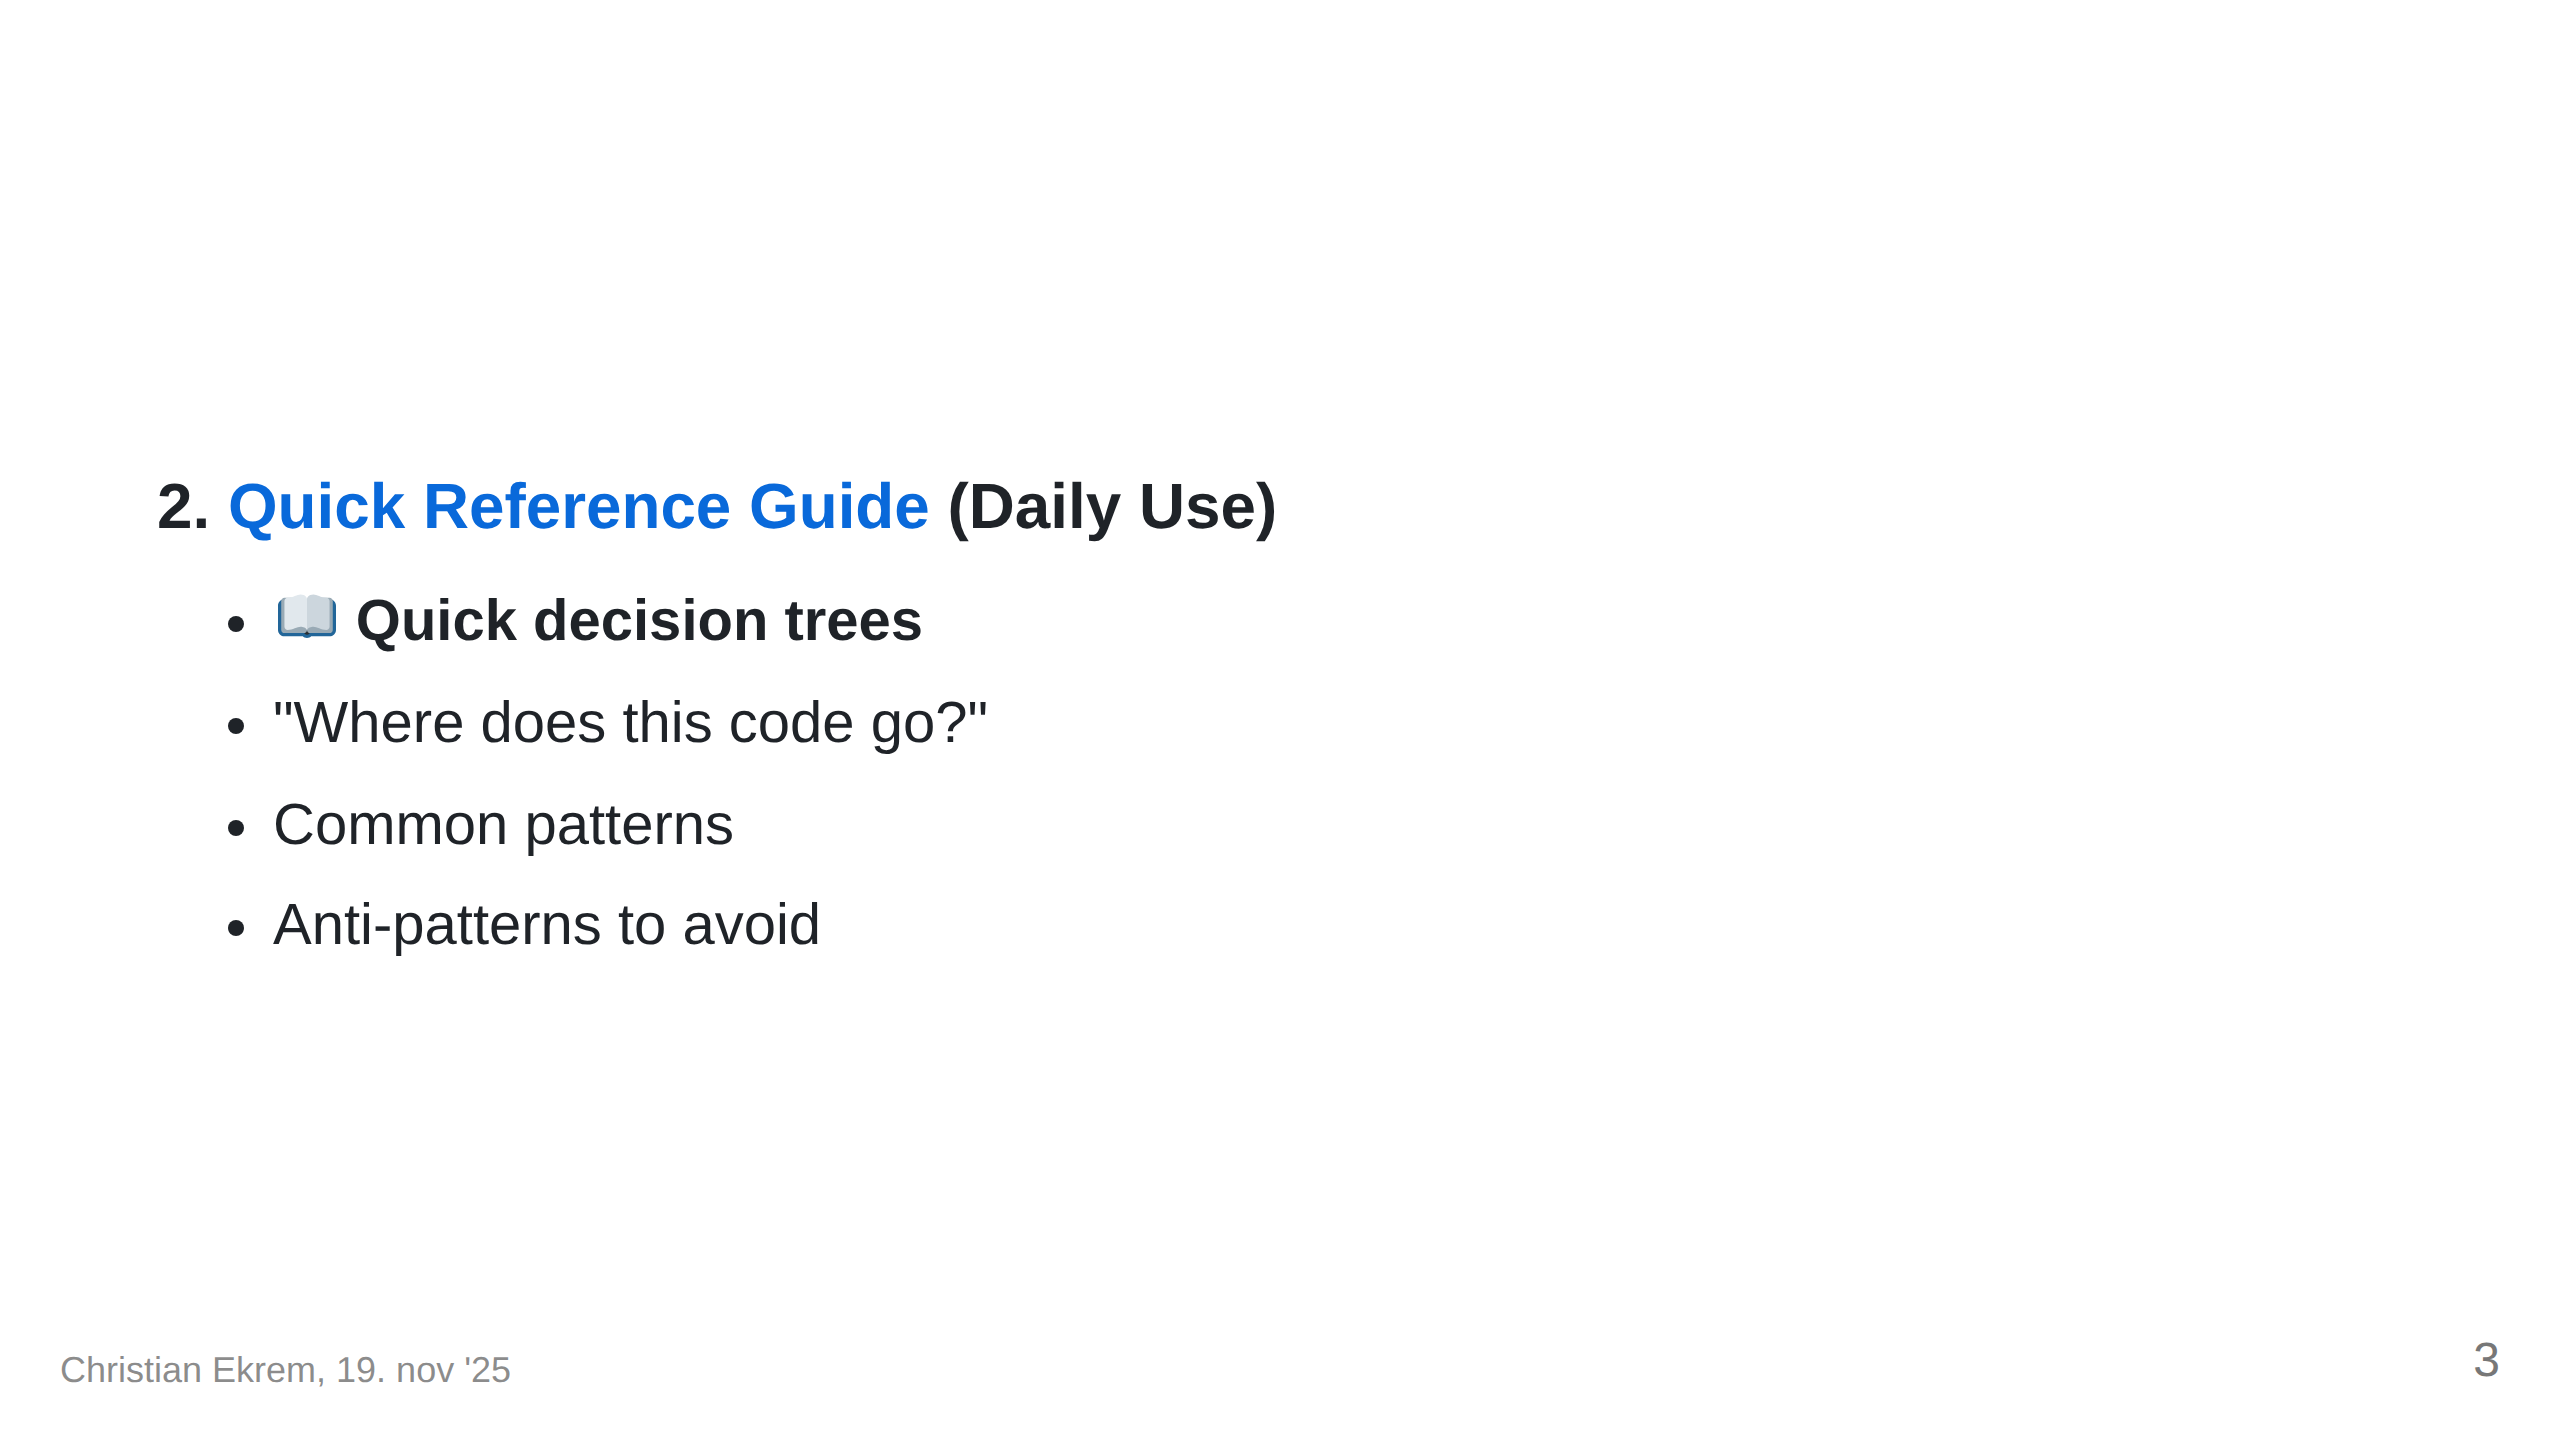 2. Quick Reference Guide (Daily Use)
• 📖 Quick decision trees
• "Where does this code go?"
• Common patterns
• Anti-patterns to avoid
Christian Ekrem, 19. nov '25
3